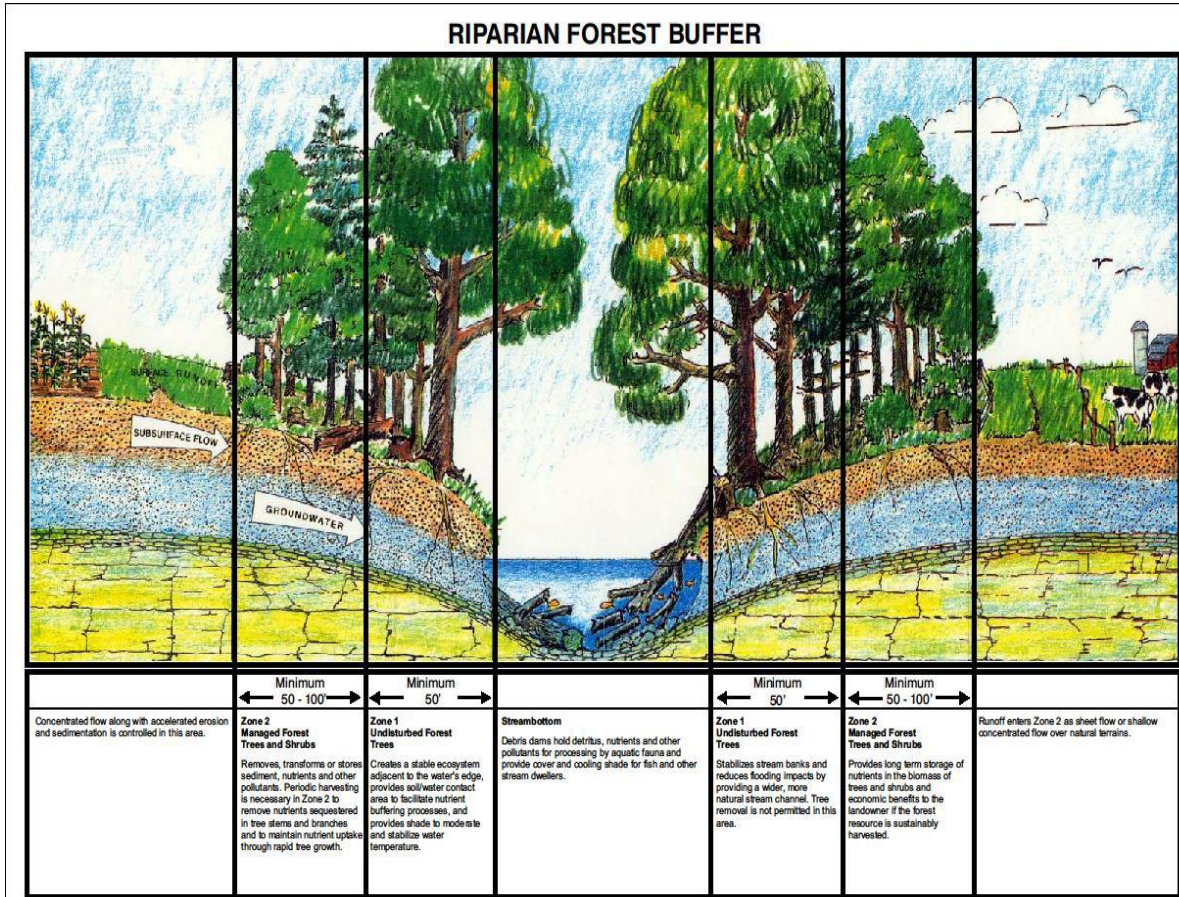 RIPARIAN FOREST BUFFER
SURFACE RUNOFF
SUBSURFACE FLOW
GROUNDWATER
Concentrated flow along with accelerated erosion
and sedimentation is controlled in this area.
Minimum
50 - 100'
Zone 2
Managed Forest
Trees and Shrubs
Removes, transforms or stores
sediment, nutrients and other
pollutants. Periodic harvesting
is necessary in Zone 2 to
remove nutrients sequestered
in tree stems and branches
and to maintain nutrient uptake
through rapid tree growth.
Minimum
50'
Zone 1
Undisturbed Forest
Trees
Creates a stable ecosystem
adjacent to the water's edge,
provides soil/water contact
area to facilitate nutrient
buffering processes, and
provides shade to moderate
and stabilize water
temperature.
Streambottom
Debris dams hold detritus, nutrients and other
pollutants for processing by aquatic fauna and
provide cover and cooling shade for fish and other
stream dwellers.
Minimum
50'
Zone 1
Undisturbed Forest
Trees
Stabilizes stream banks and
reduces flooding impacts by
providing a wider, more
natural stream channel. Tree
removal is not permitted in this
area.
Minimum
50 - 100'
Zone 2
Managed Forest
Trees and Shrubs
Provides long term storage of
nutrients in the biomass of
trees and shrubs and
economic benefits to the
landowner if the forest
resource is sustainably
harvested.
Runoff enters Zone 2 as sheet flow or shallow
concentrated flow over natural terrains.